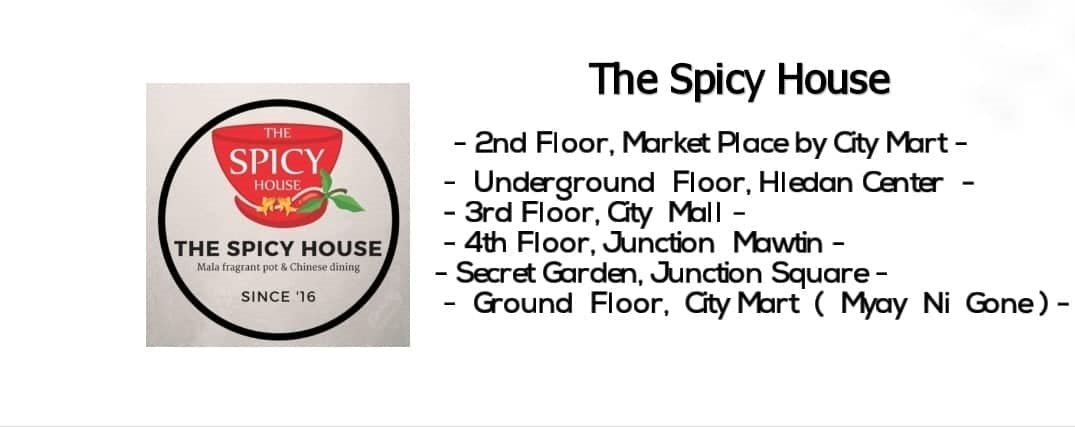 THE
SPICY
HOUSE
THE SPICY HOUSE
Mala fragrant pot & Chinese dining
SINCE '16
The Spicy House
- 2nd Floor, Market Place by City Mart -
- Underground Floor, Hledan Center -
- 3rd Floor, City Mall -
- 4th Floor, Junction Mawtin -
- Secret Garden, Junction Square -
- Ground Floor, City Mart ( Myay Ni Gone ) -